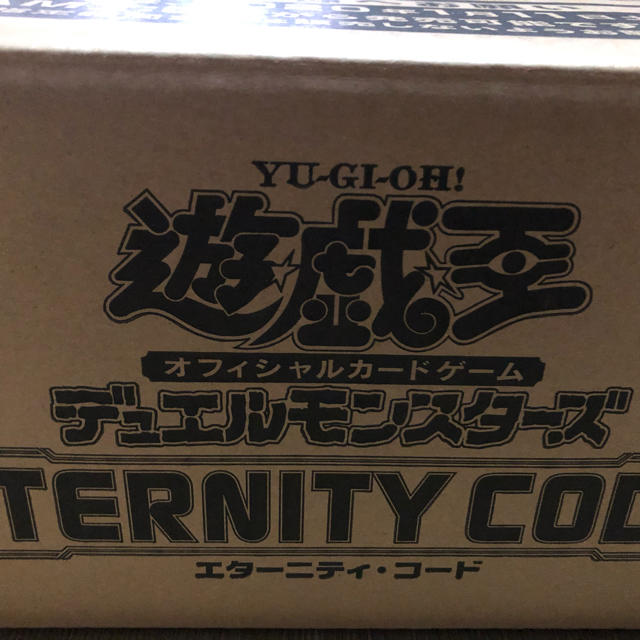 YU-GI-OH!
遊☆戯☆王
オフィシャルカードゲーム
デュエルモンスターズ
TERNITY COD
エターニティ・コード